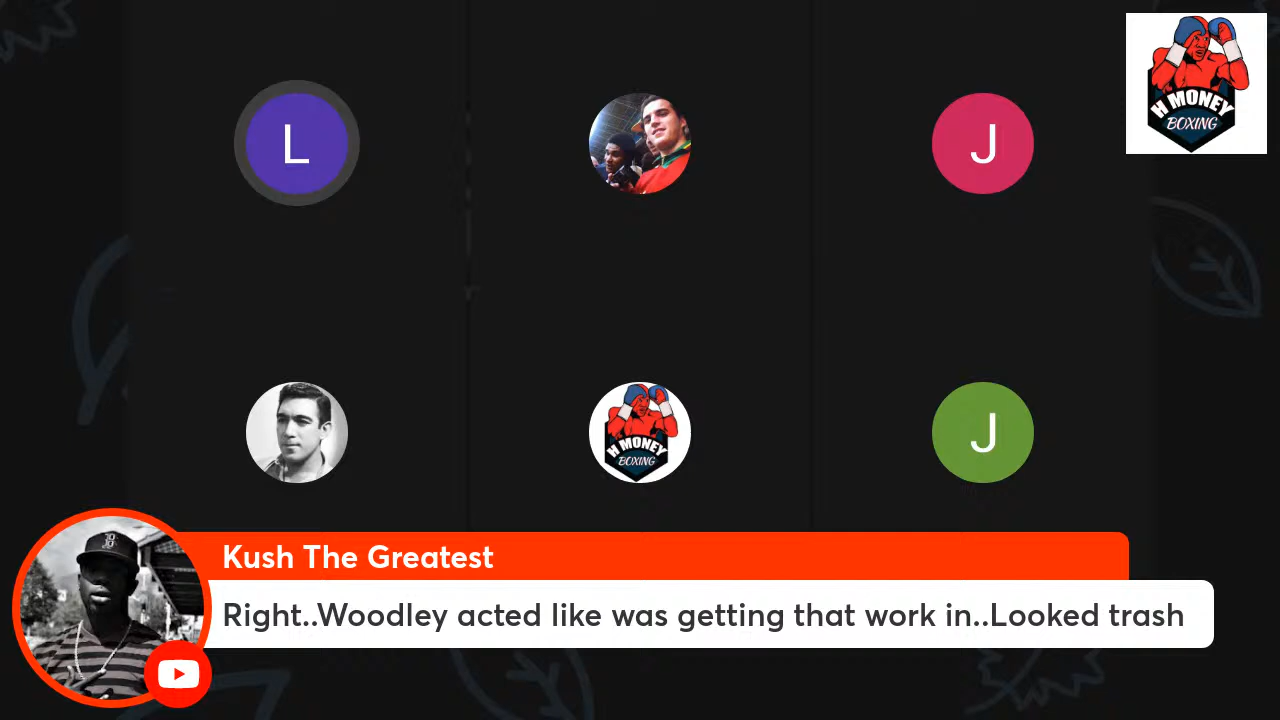 L
J
H MONEY
BOXING
H MONEY
BOXING
J
Kush The Greatest
Right..Woodley acted like was getting that work in..Looked trash